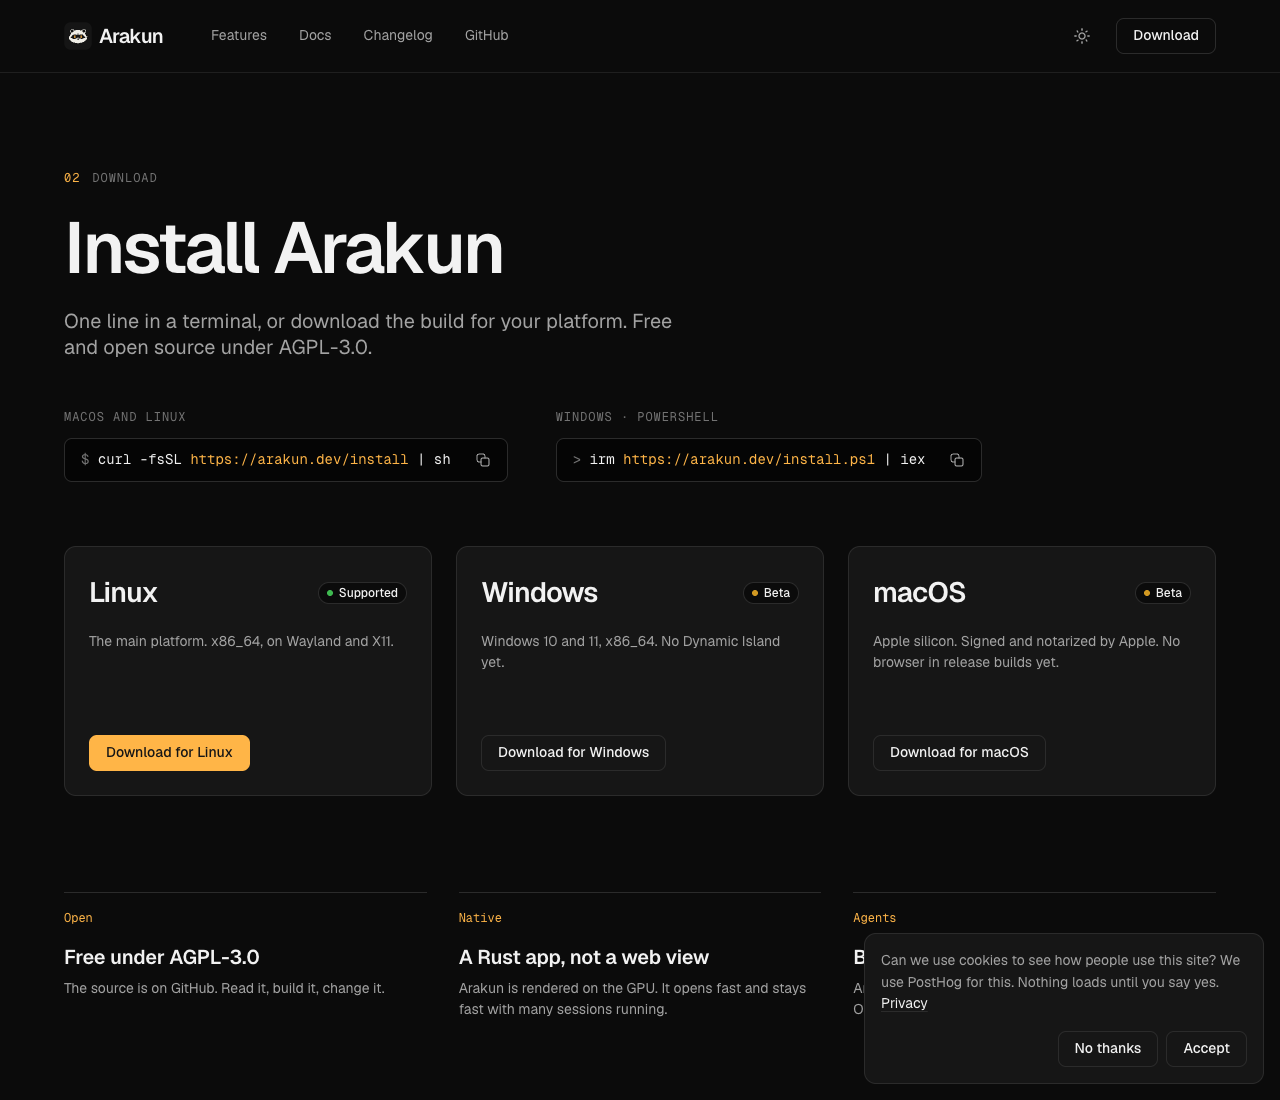 Arakun
Features
Docs
Changelog
GitHub
Download
02 DOWNLOAD
Install Arakun
One line in a terminal, or download the build for your platform. Free
and open source under AGPL-3.0.
MACOS AND LINUX
$ curl -fsSL https://arakun.dev/install | sh
WINDOWS · POWERSHELL
> irm https://arakun.dev/install.ps1 | iex
Linux
Supported
The main platform. x86_64, on Wayland and X11.
Download for Linux
Windows
Beta
Windows 10 and 11, x86_64. No Dynamic Island
yet.
Download for Windows
macOS
Beta
Apple silicon. Signed and notarized by Apple. No
browser in release builds yet.
Download for macOS
Open
Free under AGPL-3.0
The source is on GitHub. Read it, build it, change it.
Native
A Rust app, not a web view
Arakun is rendered on the GPU. It opens fast and stays
fast with many sessions running.
Agents
Can we use cookies to see how people use this site? We
use PostHog for this. Nothing loads until you say yes.
Privacy
No thanks
Accept